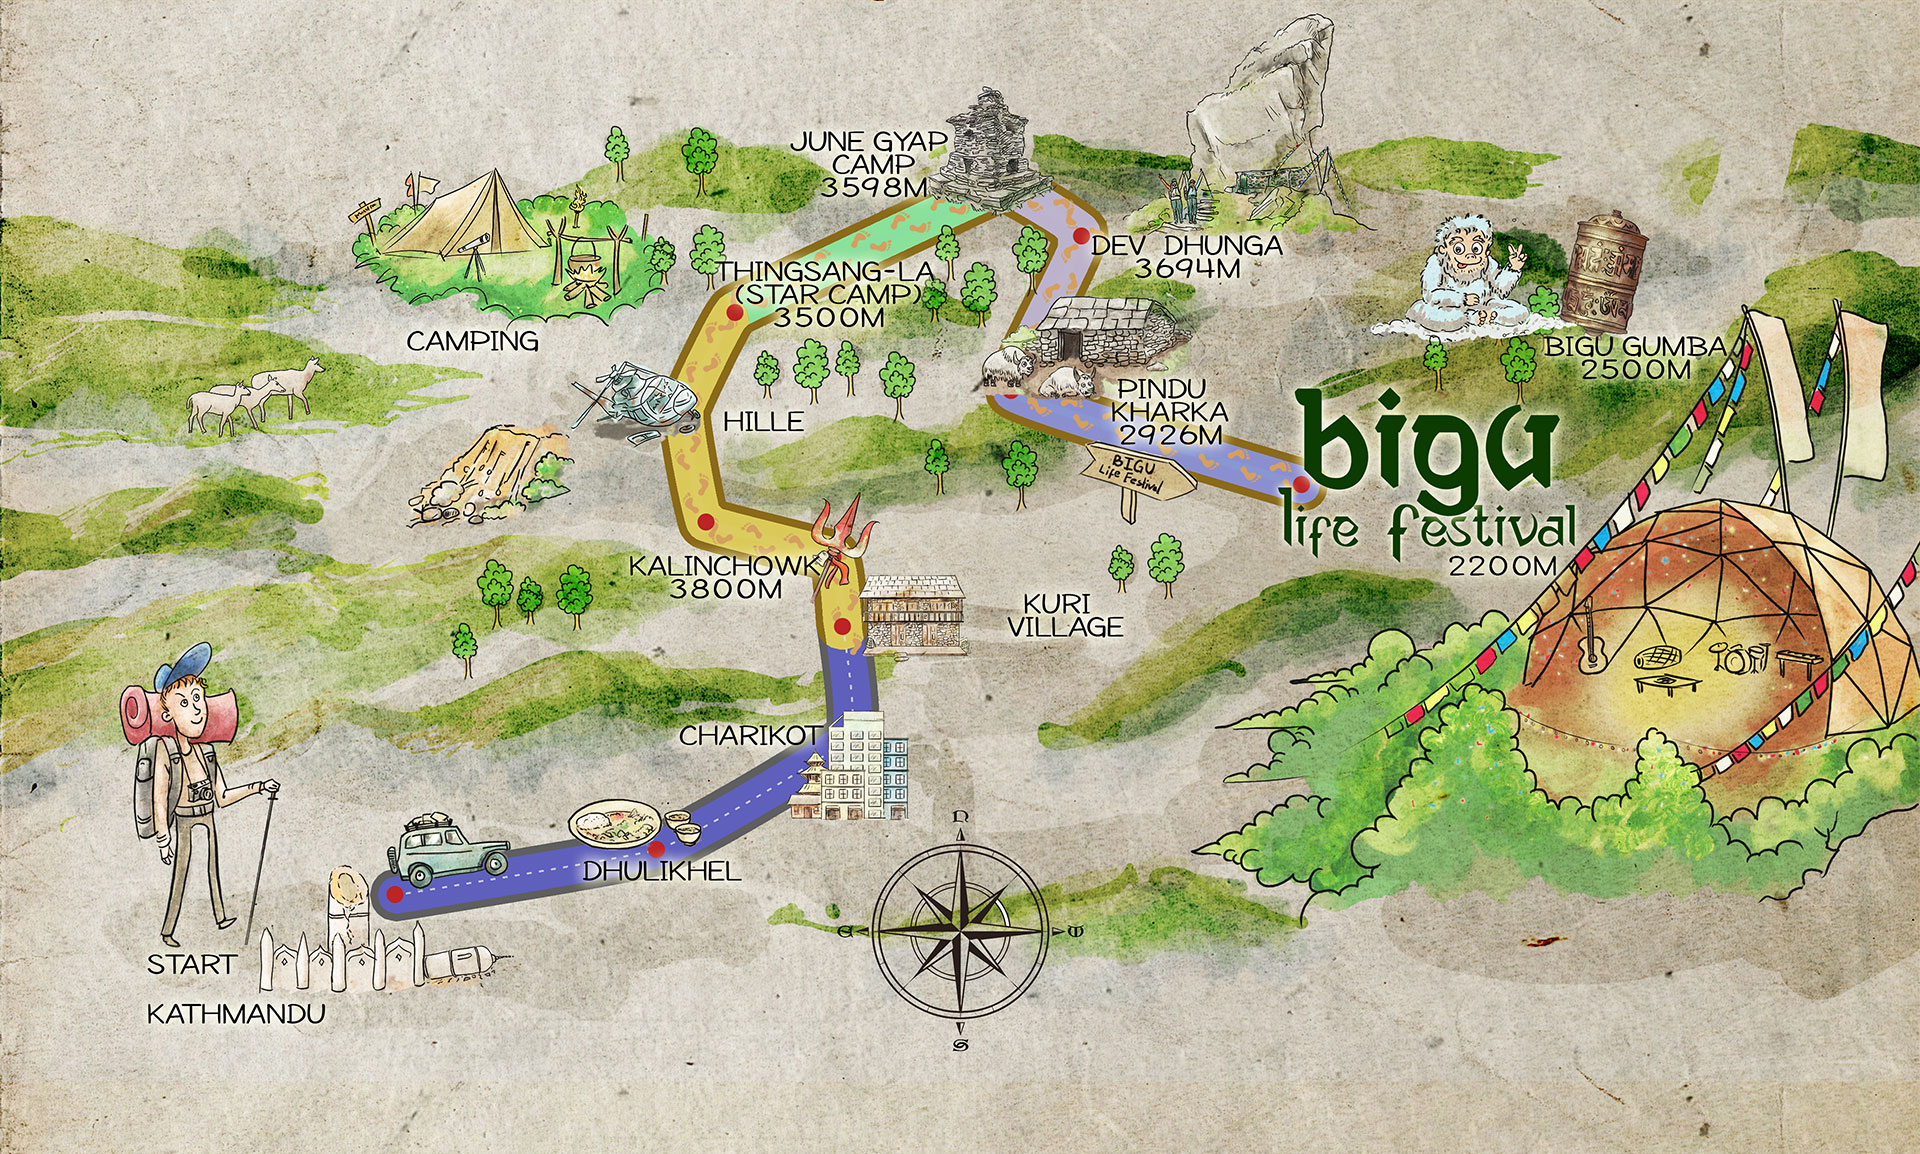 JUNE GYAP
CAMP
3598M
DEV DHUNGA
3694M
THINGSANG-LA
(STAR CAMP)
3500M
CAMPING
BIGU GUMBA
2500M
HILLE
PINDU
KHARKA
2926M
bigu
life festival
2200M
BIGU
Life Festival
KALINCHOWK
3800M
KURI
VILLAGE
CHARIKOT
DHULIKHEL
START
KATHMANDU
N
E
W
S